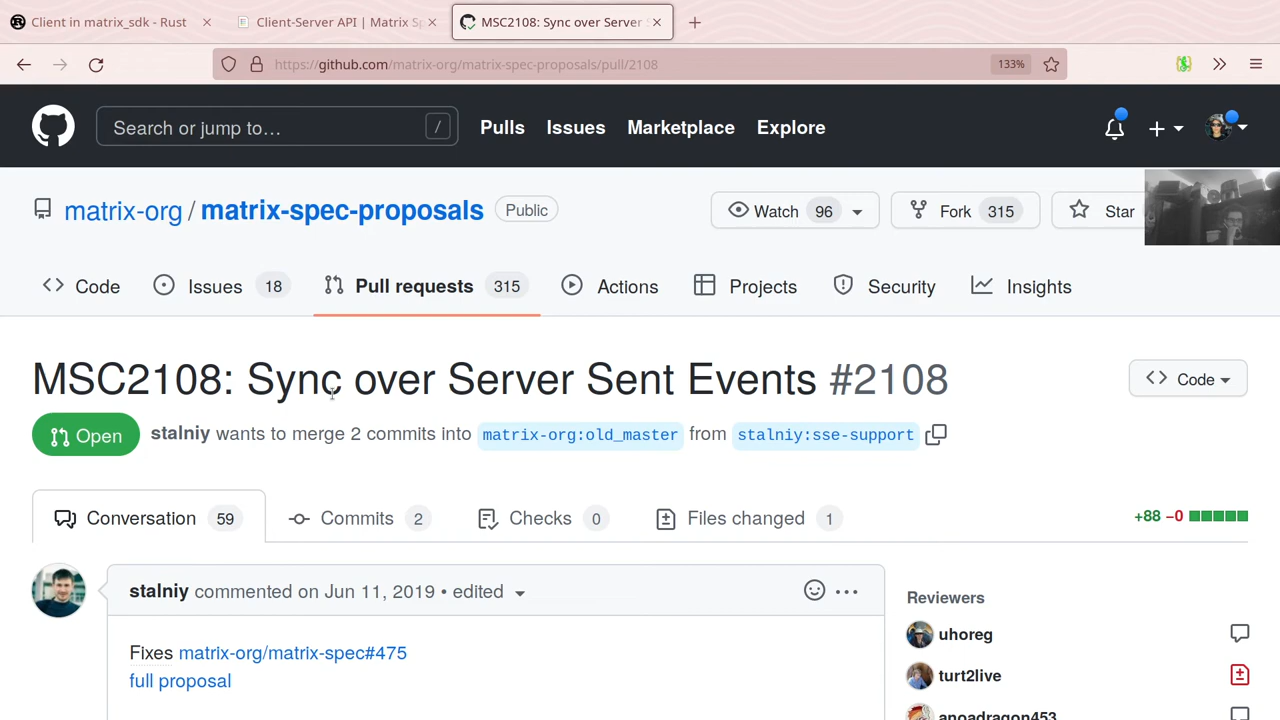 Client in matrix_sdk - Rust
Client-Server API | Matrix Sp
MSC2108: Sync over Server
https://github.com/matrix-org/matrix-spec-proposals/pull/2108
133%
Search or jump to…
/
Pulls
Issues
Marketplace
Explore
matrix-org / matrix-spec-proposals
Public
Watch 96
Fork 315
Star
Code
Issues 18
Pull requests 315
Actions
Projects
Security
Insights
MSC2108: Sync over Server Sent Events #2108
Code
Open
stalniy wants to merge 2 commits into matrix-org:old_master from stalniy:sse-support
Conversation 59
Commits 2
Checks 0
Files changed 1
+88 −0
stalniy commented on Jun 11, 2019 • edited
Fixes matrix-org/matrix-spec#475
full proposal
Reviewers
uhoreg
turt2live
anoadragon453